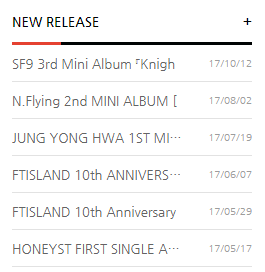 NEW RELEASE +
SF9 3rd Mini Album 『Knigh 17/10/12
N.Flying 2nd MINI ALBUM [ 17/08/02
JUNG YONG HWA 1ST MI··· 17/07/19
FTISLAND 10th ANNIVERS··· 17/06/07
FTISLAND 10th Anniversary 17/05/29
HONEYST FIRST SINGLE A··· 17/05/17